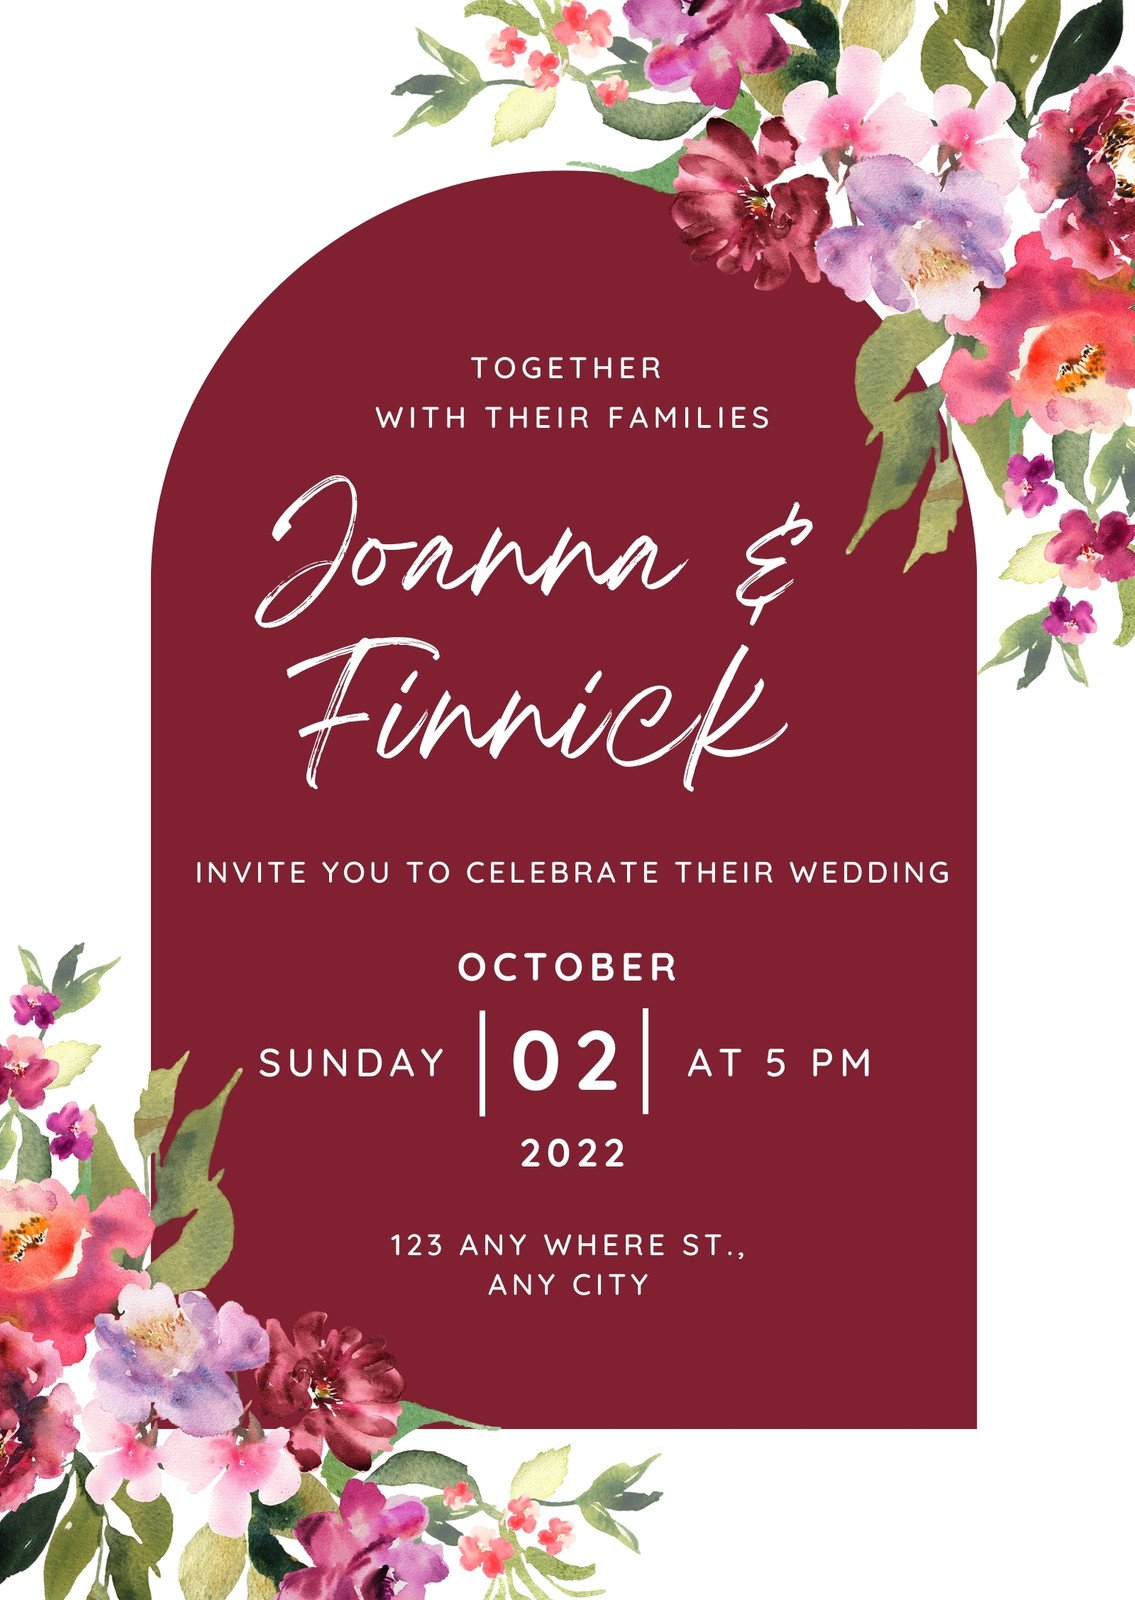 TOGETHER
WITH THEIR FAMILIES
Joanna &
Finnick
INVITE YOU TO CELEBRATE THEIR WEDDING
OCTOBER
SUNDAY 02 AT 5 PM
2022
123 ANY WHERE ST.,
ANY CITY